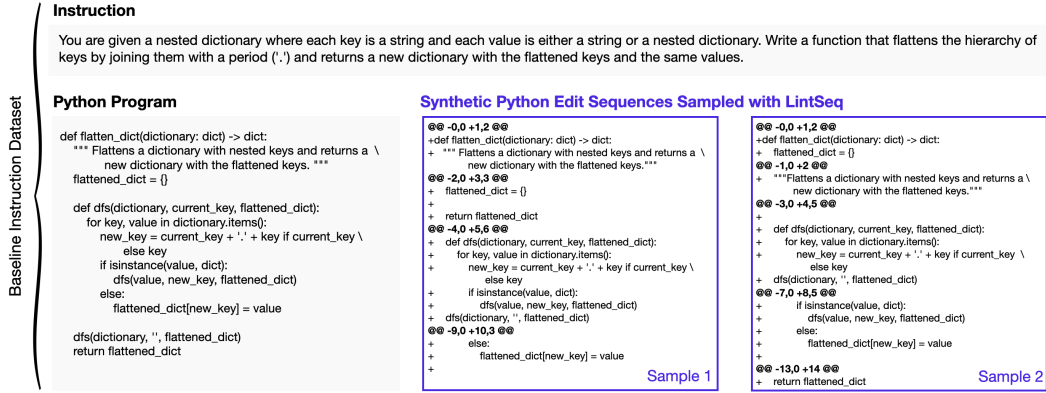 Baseline Instruction Dataset
Instruction
You are given a nested dictionary where each key is a string and each value is either a string or a nested dictionary. Write a function that flattens the hierarchy of
keys by joining them with a period ('.') and returns a new dictionary with the flattened keys and the same values.
Python Program
def flatten_dict(dictionary: dict) -> dict:
    """ Flattens a dictionary with nested keys and returns a \
            new dictionary with the flattened keys. """
    flattened_dict = {}

    def dfs(dictionary, current_key, flattened_dict):
        for key, value in dictionary.items():
            new_key = current_key + '.' + key if current_key \
                else key
            if isinstance(value, dict):
                dfs(value, new_key, flattened_dict)
            else:
                flattened_dict[new_key] = value

    dfs(dictionary, '', flattened_dict)
    return flattened_dict
Synthetic Python Edit Sequences Sampled with LintSeq
@@ -0,0 +1,2 @@
+def flatten_dict(dictionary: dict) -> dict:
+    """ Flattens a dictionary with nested keys and returns a \
            new dictionary with the flattened keys."""
@@ -2,0 +3,3 @@
+    flattened_dict = {}
+
+    return flattened_dict
@@ -4,0 +5,6 @@
+    def dfs(dictionary, current_key, flattened_dict):
+        for key, value in dictionary.items():
+            new_key = current_key + '.' + key if current_key \
                else key
+            if isinstance(value, dict):
+                dfs(value, new_key, flattened_dict)
+    dfs(dictionary, '', flattened_dict)
@@ -9,0 +10,3 @@
+            else:
+                flattened_dict[new_key] = value
+
Sample 1
@@ -0,0 +1,2 @@
+def flatten_dict(dictionary: dict) -> dict:
+    flattened_dict = {}
@@ -1,0 +2 @@
+    """Flattens a dictionary with nested keys and returns a \
            new dictionary with the flattened keys."""
@@ -3,0 +4,5 @@
+
+    def dfs(dictionary, current_key, flattened_dict):
+        for key, value in dictionary.items():
+            new_key = current_key + '.' + key if current_key \
                else key
+    dfs(dictionary, '', flattened_dict)
@@ -7,0 +8,5 @@
+            if isinstance(value, dict):
+                dfs(value, new_key, flattened_dict)
+            else:
+                flattened_dict[new_key] = value
+
@@ -13,0 +14 @@
+    return flattened_dict
Sample 2